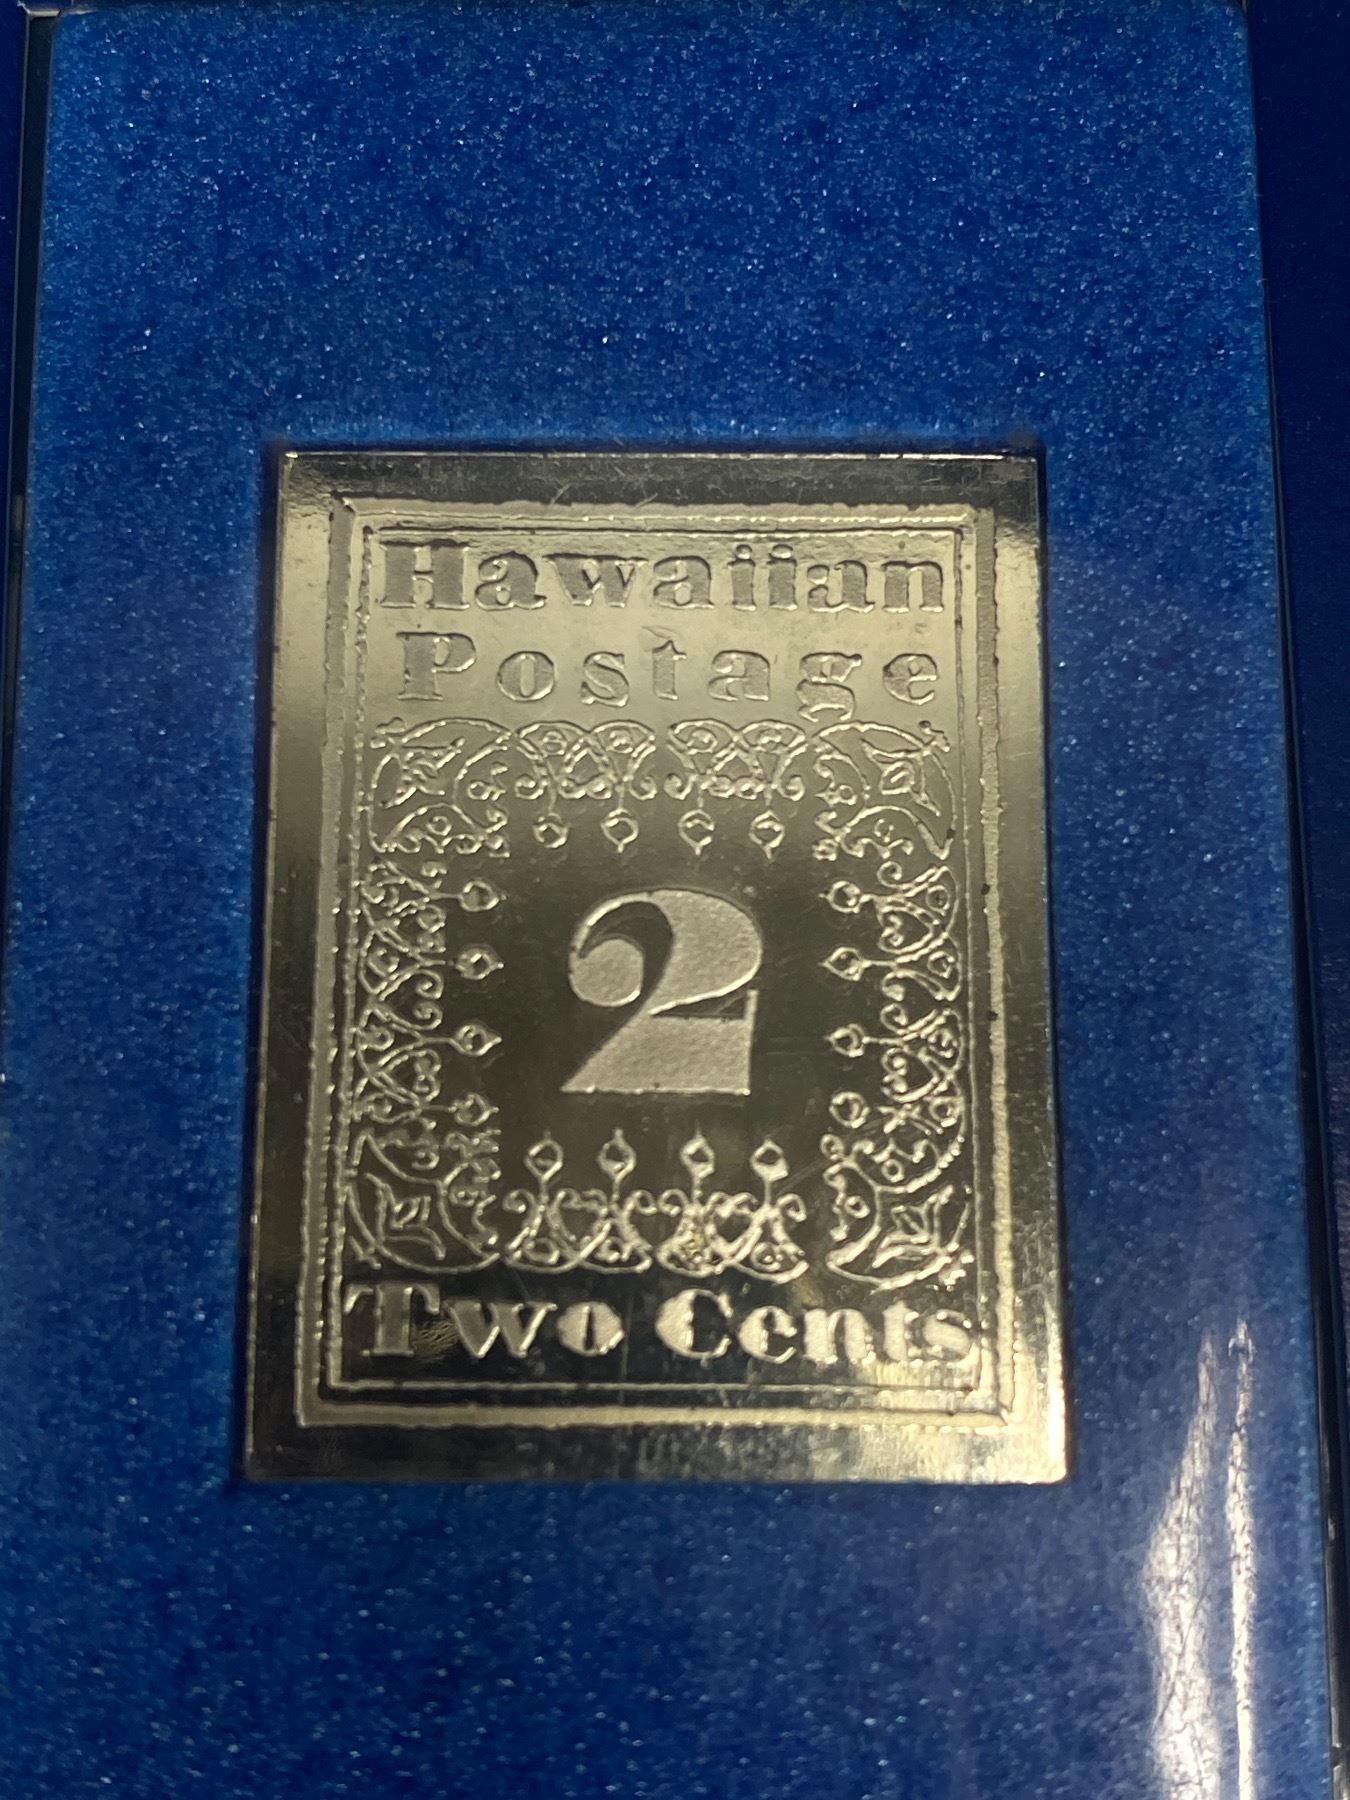 Hawaiian
Postage
2
Two Cents